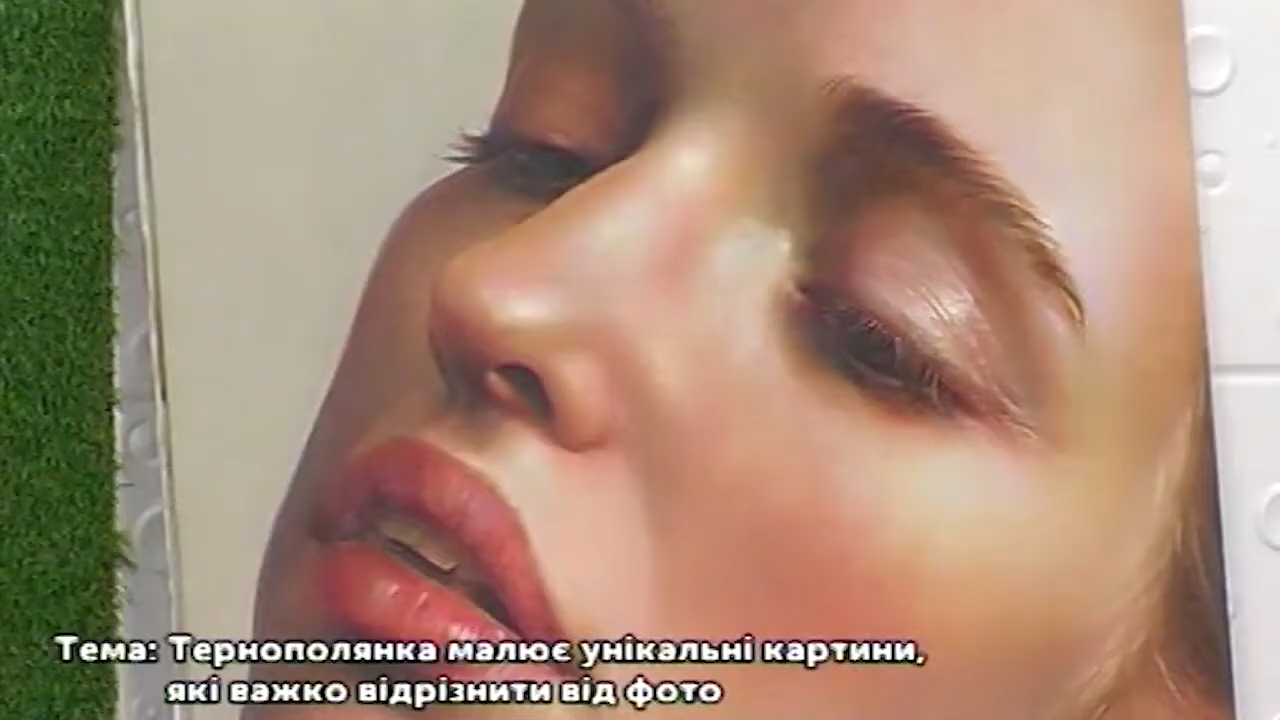 Тема: Тернополянка малює унікальні картини,
які важко відрізнити від фото